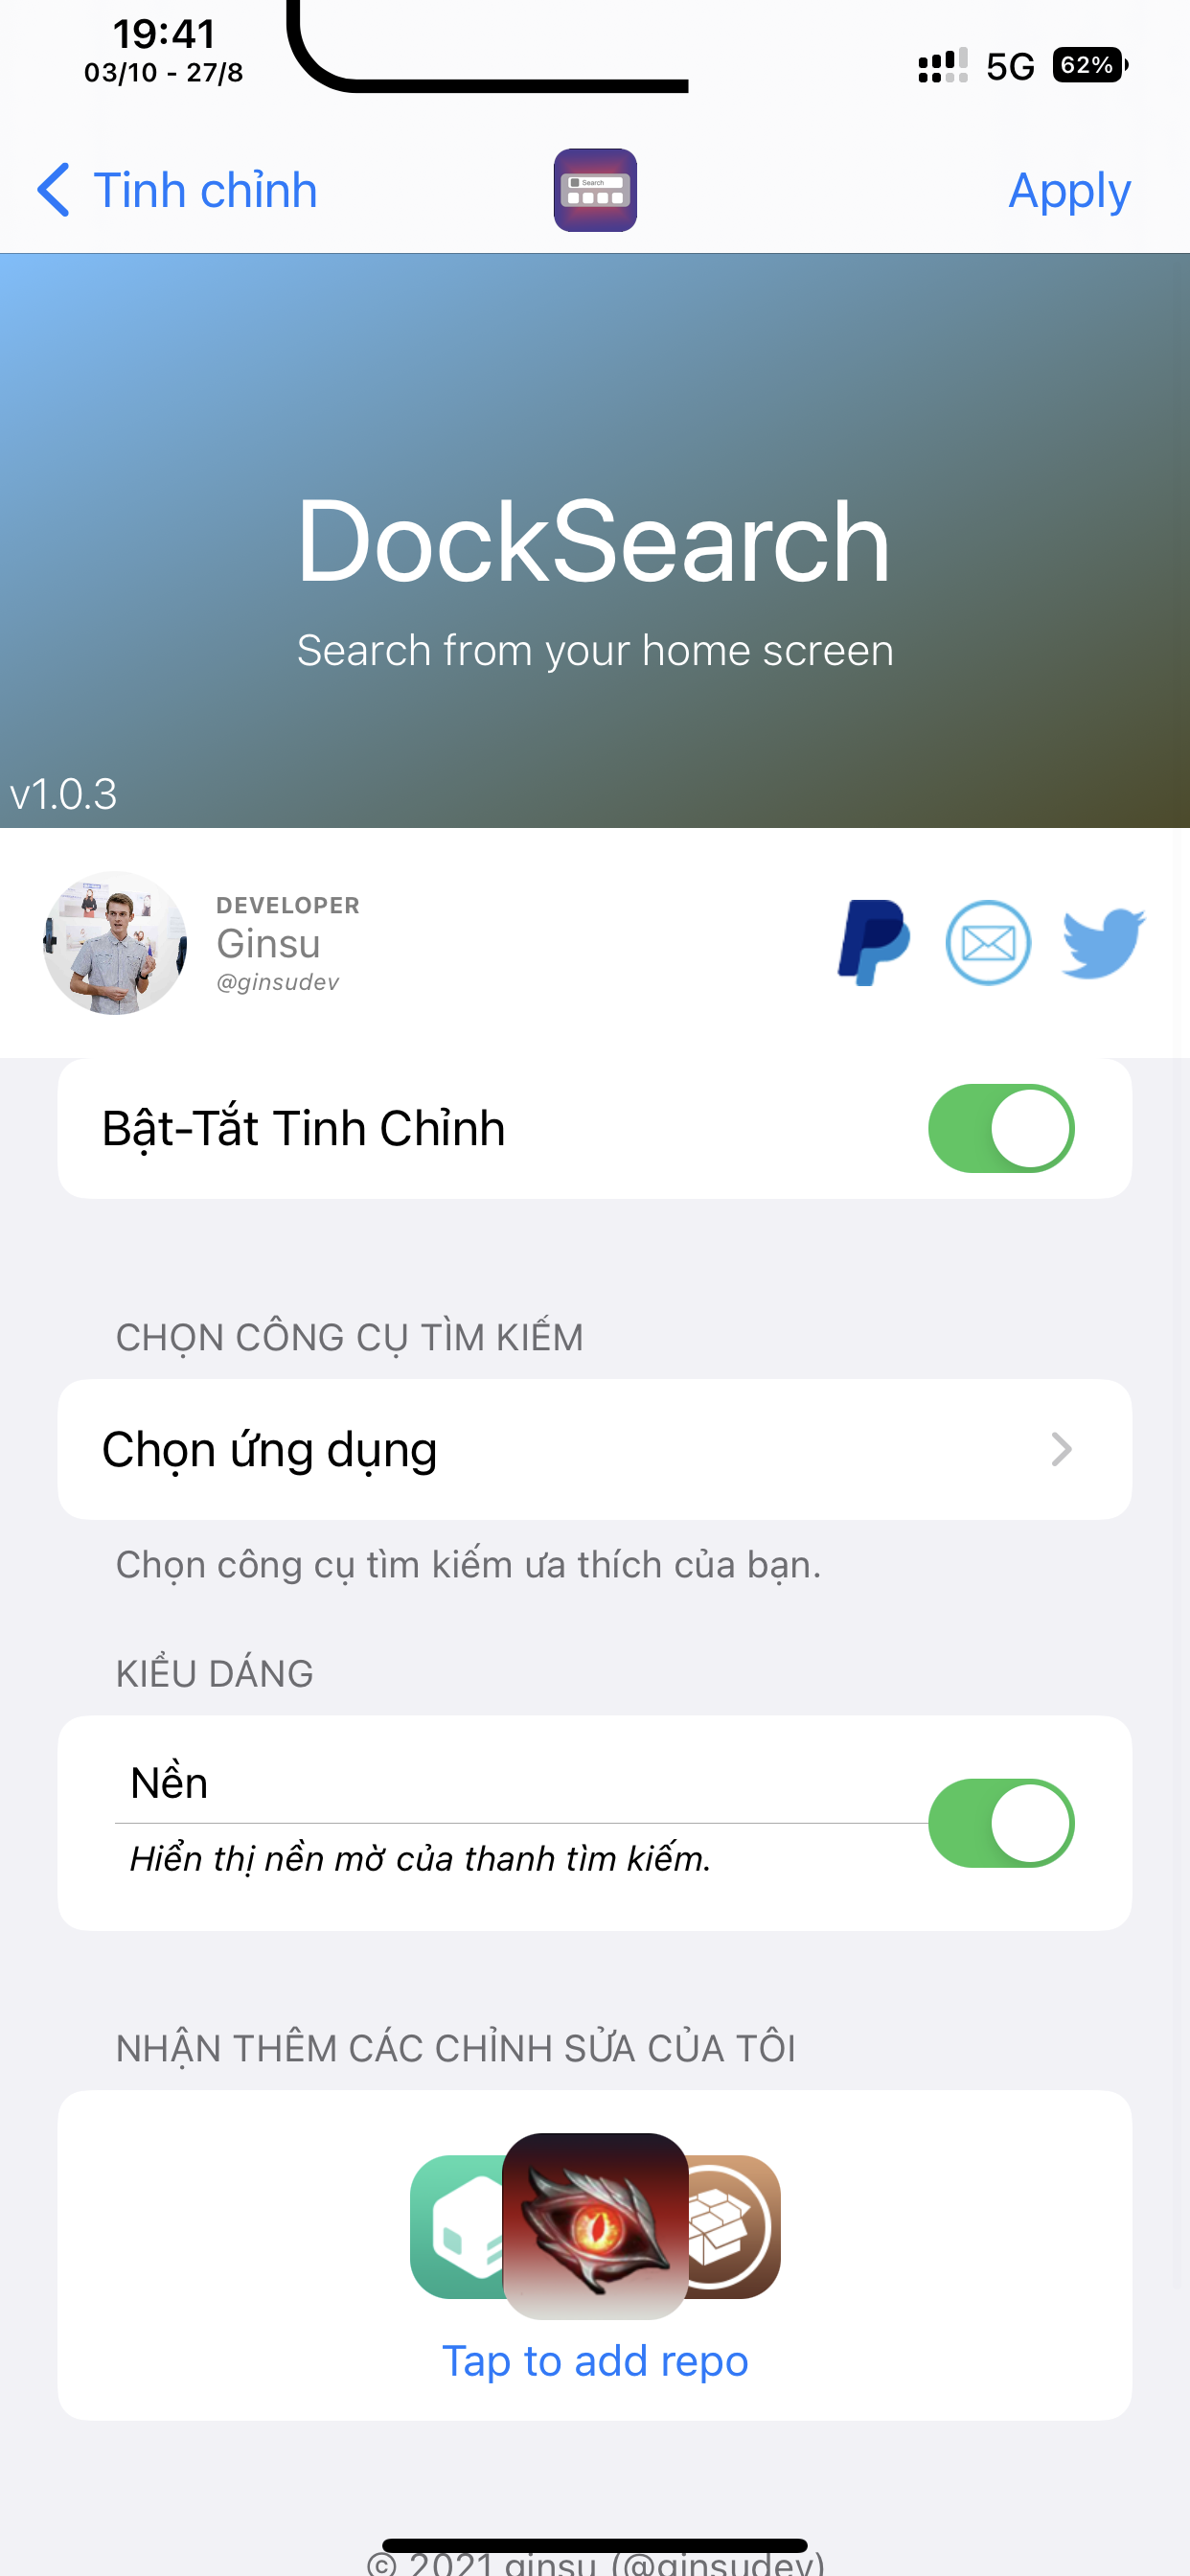 19:41
03/10 - 27/8
5G
62%
Tinh chỉnh
Search
Apply
DockSearch
Search from your home screen
v1.0.3
DEVELOPER
Ginsu
@ginsudev
Bật-Tắt Tinh Chỉnh
CHỌN CÔNG CỤ TÌM KIẾM
Chọn ứng dụng
Chọn công cụ tìm kiếm ưa thích của bạn.
KIỂU DÁNG
Nền
Hiển thị nền mờ của thanh tìm kiếm.
NHẬN THÊM CÁC CHỈNH SỬA CỦA TÔI
Tap to add repo
© 2021 ginsu (@ginsudev)